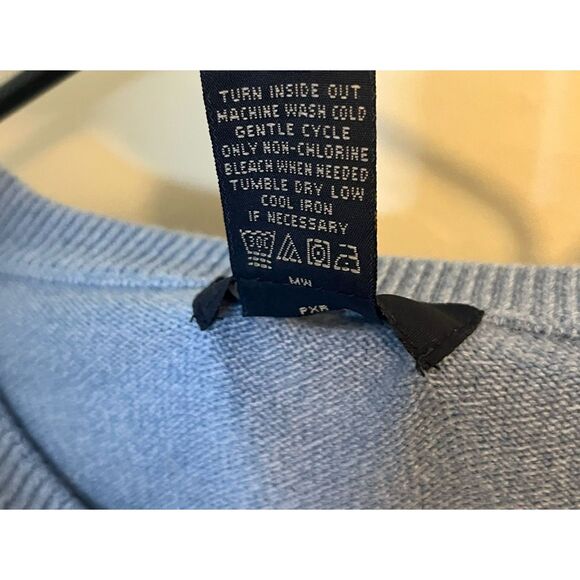 TURN INSIDE OUT
MACHINE WASH COLD
GENTLE CYCLE
ONLY NON-CHLORINE
BLEACH WHEN NEEDED
TUMBLE DRY LOW
COOL IRON
IF NECESSARY
30C
MW
PXR